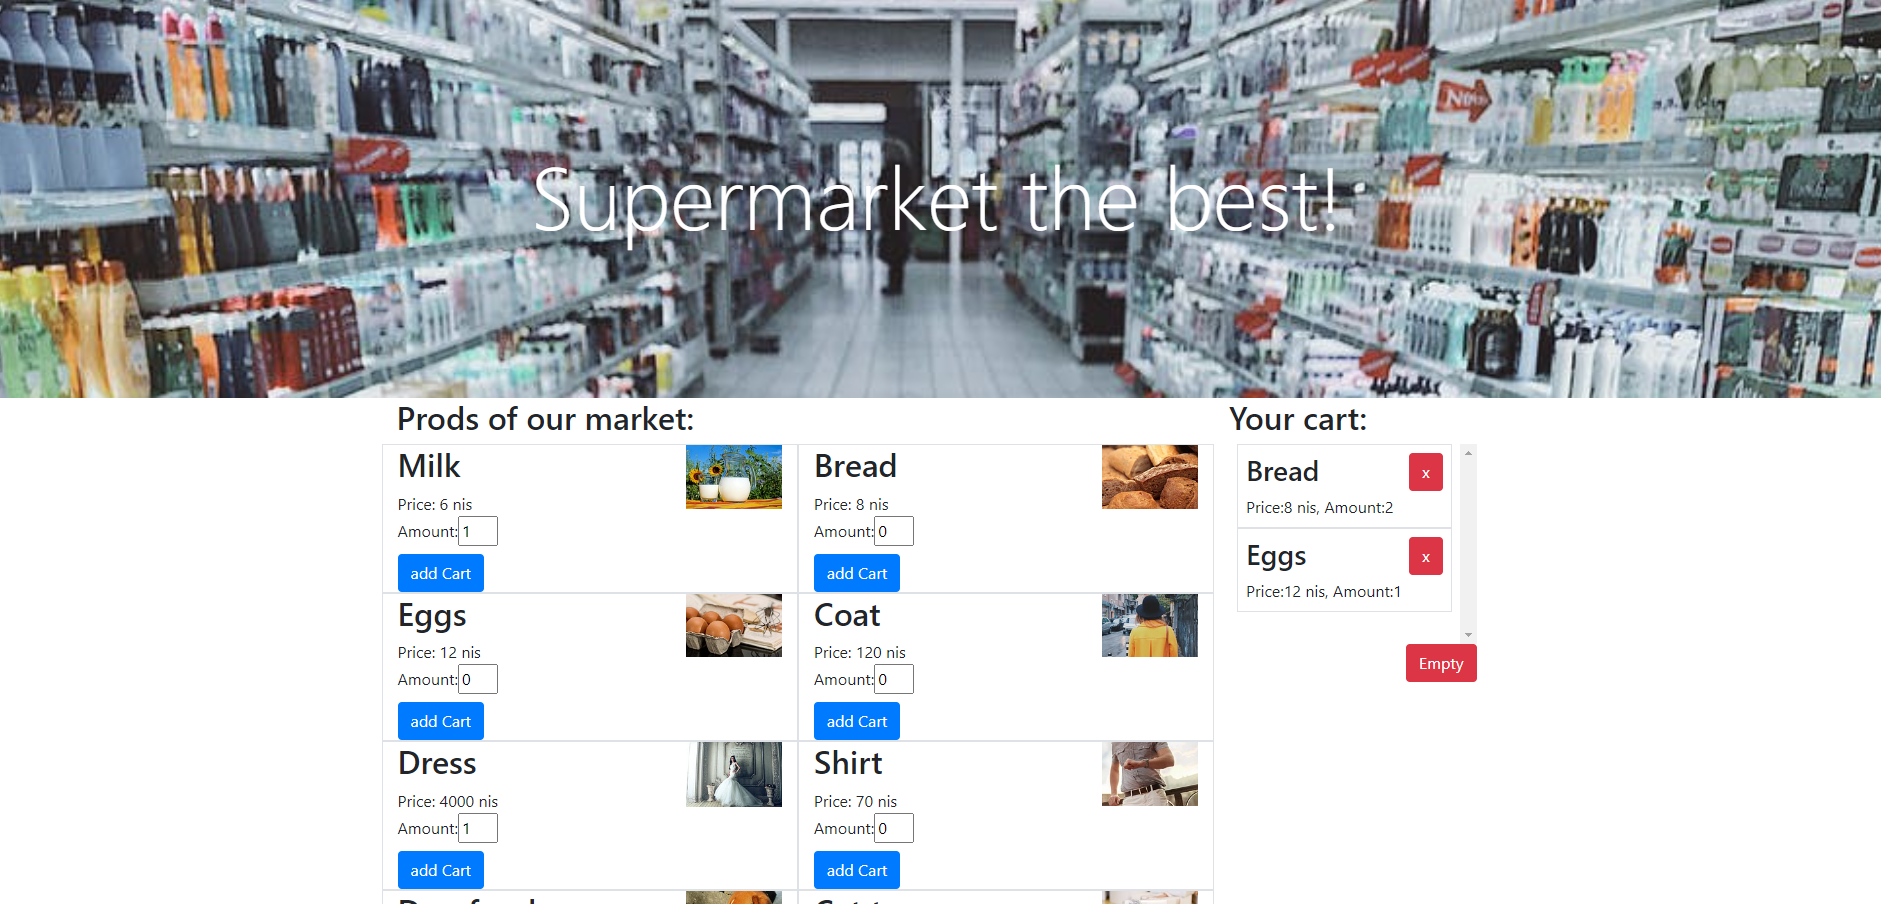 Supermarket the best!
Prods of our market:
Milk
Price: 6 nis
Amount: 1
add Cart
Bread
Price: 8 nis
Amount: 0
add Cart
Eggs
Price: 12 nis
Amount: 0
add Cart
Coat
Price: 120 nis
Amount: 0
add Cart
Dress
Price: 4000 nis
Amount: 1
add Cart
Shirt
Price: 70 nis
Amount: 0
add Cart
Your cart:
Bread
x
Price:8 nis, Amount:2
Eggs
x
Price:12 nis, Amount:1
Empty